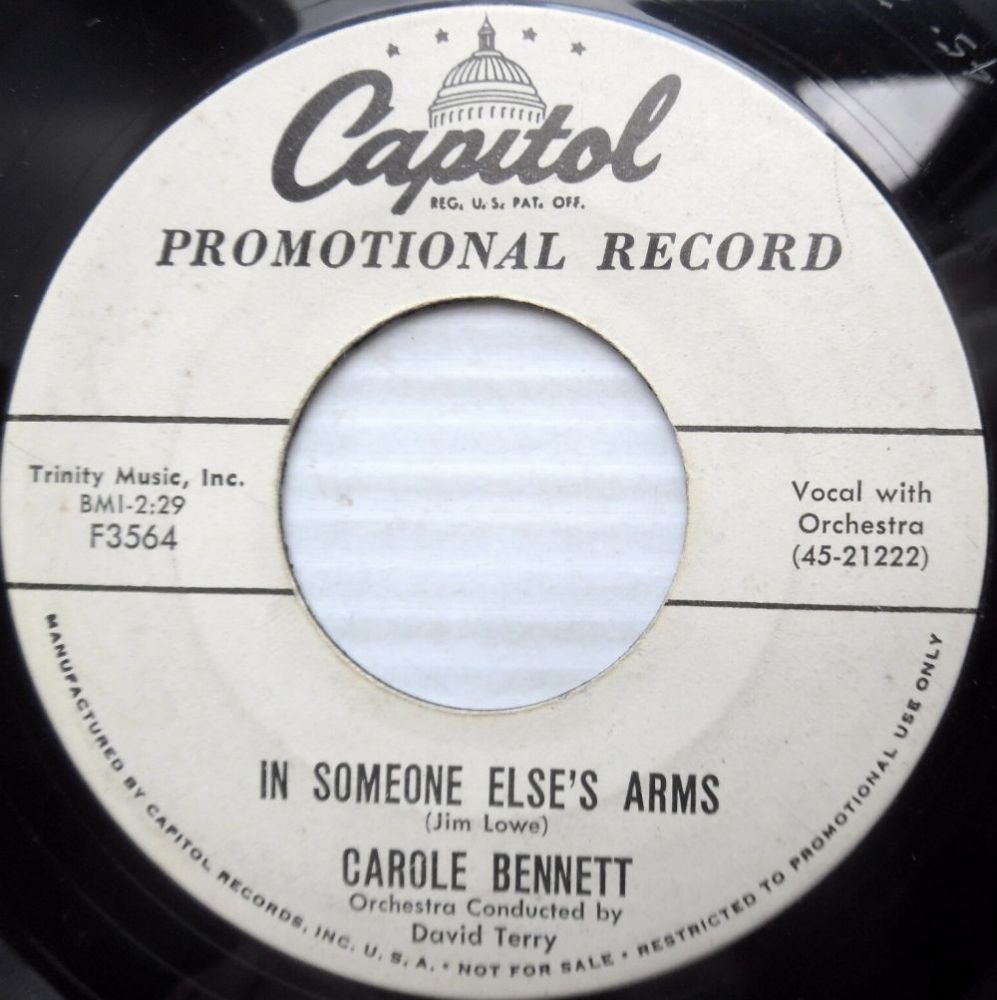 Capitol
REG. U. S. PAT. OFF.
PROMOTIONAL RECORD
Trinity Music, Inc.
BMI-2:29
F3564
Vocal with
Orchestra
(45-21222)
IN SOMEONE ELSE'S ARMS
(Jim Lowe)
CAROLE BENNETT
Orchestra Conducted by
David Terry
MANUFACTURED BY CAPITOL RECORDS, INC. U. S. A. • NOT FOR SALE • RESTRICTED TO PROMOTIONAL USE ONLY